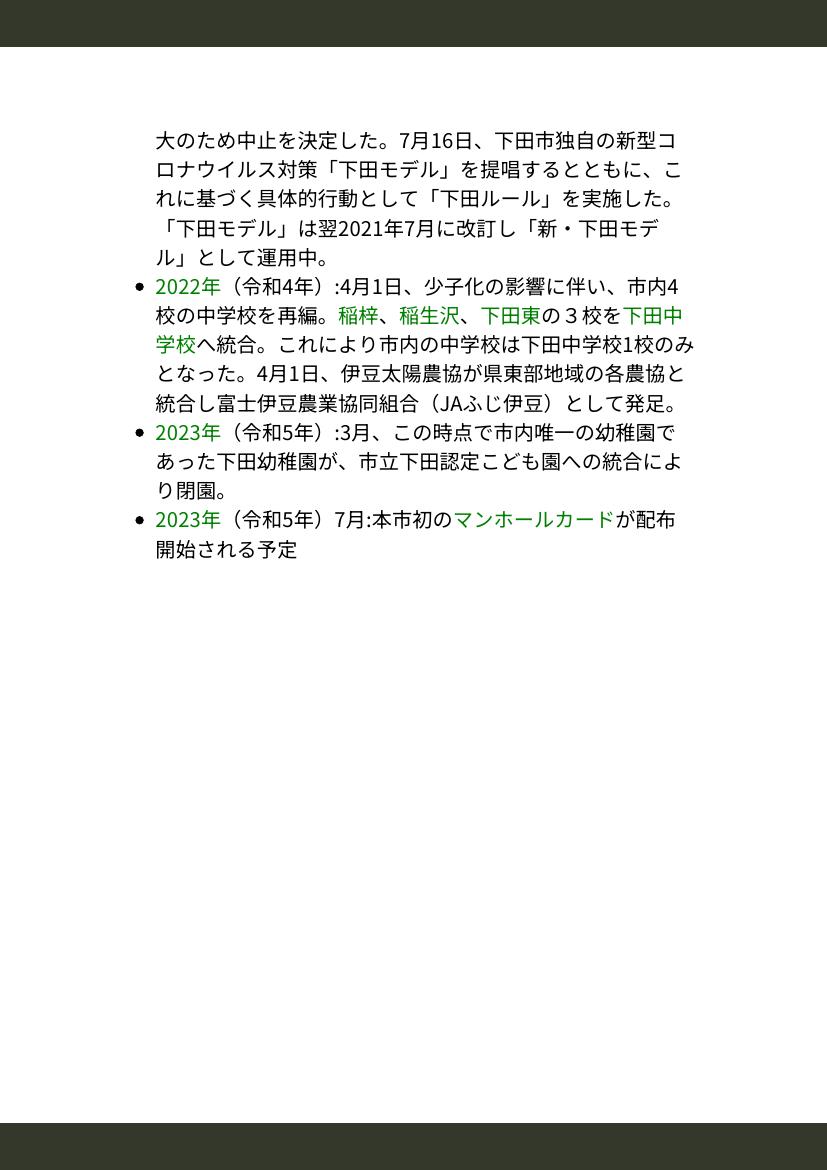 大のため中止を決定した。7月16日、下田市独自の新型コ
ロナウイルス対策「下田モデル」を提唱するとともに、こ
れに基づく具体的行動として「下田ルール」を実施した。
「下田モデル」は翌2021年7月に改訂し「新・下田モデ
ル」として運用中。
2022年（令和4年）:4月1日、少子化の影響に伴い、市内4
校の中学校を再編。稲梓、稲生沢、下田東の３校を下田中
学校へ統合。これにより市内の中学校は下田中学校1校のみ
となった。4月1日、伊豆太陽農協が県東部地域の各農協と
統合し富士伊豆農業協同組合（JAふじ伊豆）として発足。
2023年（令和5年）:3月、この時点で市内唯一の幼稚園で
あった下田幼稚園が、市立下田認定こども園への統合によ
り閉園。
2023年（令和5年）7月:本市初のマンホールカードが配布
開始される予定